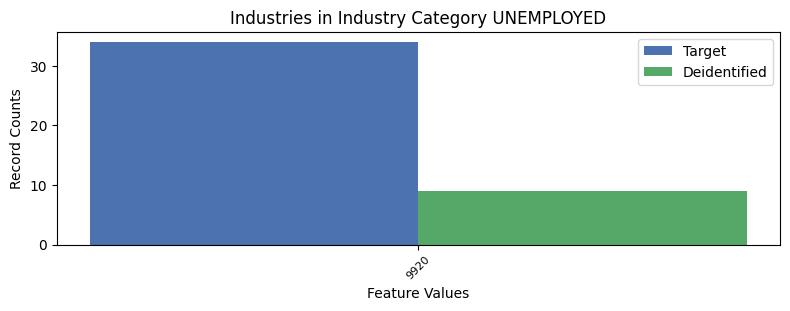 Industries in Industry Category UNEMPLOYED
Target
Deidentified
Record Counts
30
20
10
0
9920
Feature Values